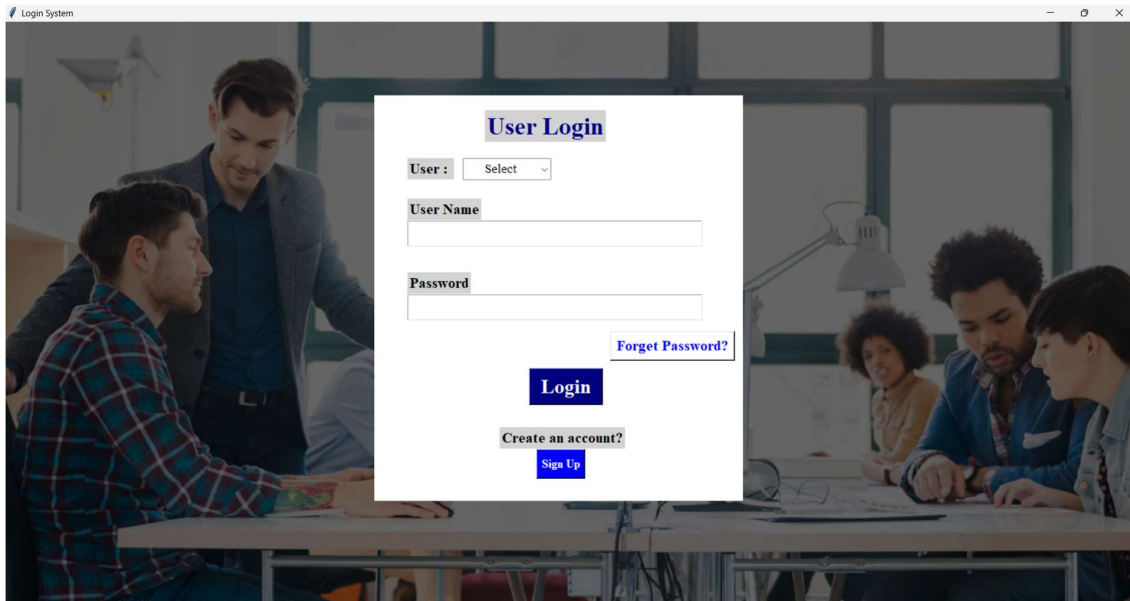 Login System
User Login
User : Select
User Name
Password
Forget Password?
Login
Create an account?
Sign Up